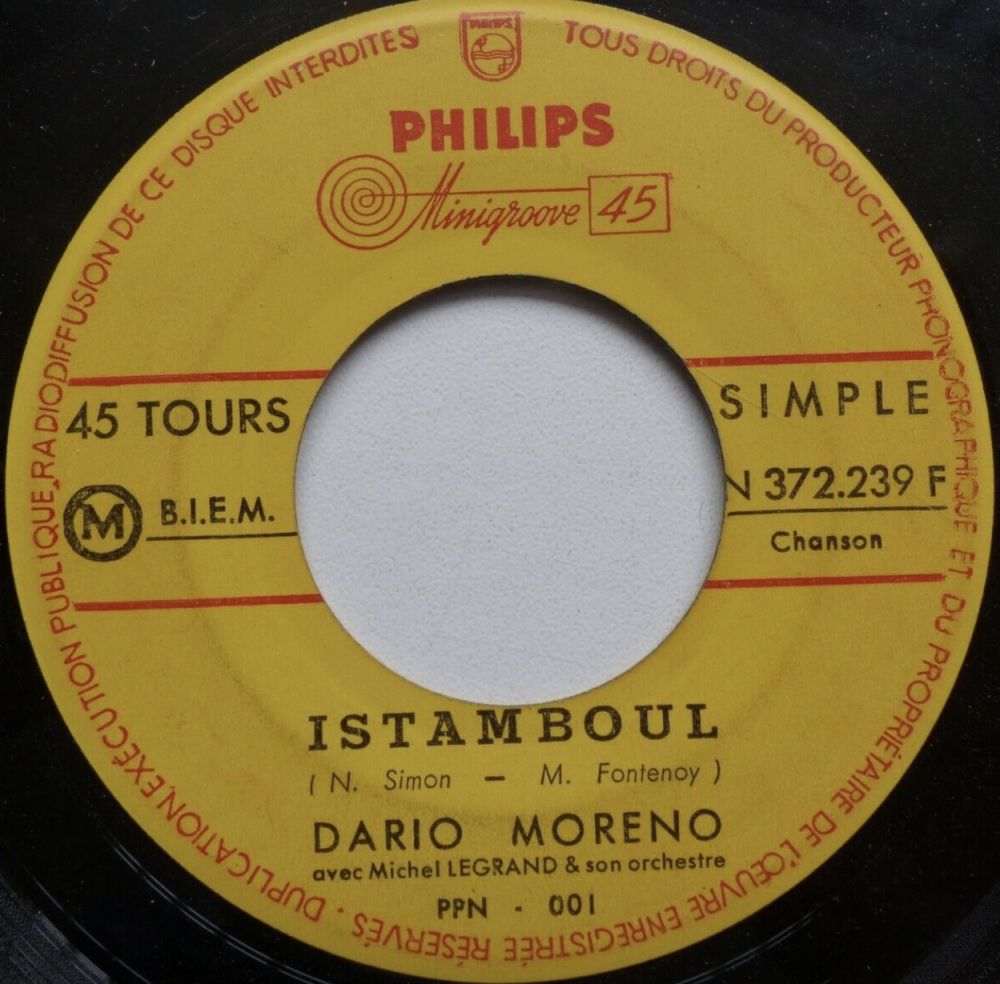 TOUS DROITS DU PRODUCTEUR PHONOGRAPHIQUE ET DU PROPRIÉTAIRE DE L'ŒUVRE ENREGISTRÉE RÉSERVÉS - DUPLICATION, EXÉCUTION PUBLIQUE, RADIODIFFUSION DE CE DISQUE INTERDITES
PHILIPS
PHILIPS
Minigroove 45
45 TOURS
SIMPLE
N 372.239 F
M B.I.E.M.
Chanson
ISTAMBOUL
( N. Simon — M. Fontenoy )
DARIO MORENO
avec Michel LEGRAND & son orchestre
PPN - 001